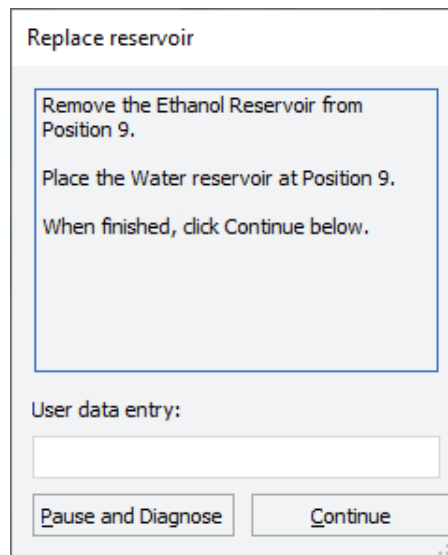 Replace reservoir
Remove the Ethanol Reservoir from
Position 9.
Place the Water reservoir at Position 9.
When finished, click Continue below.
User data entry:
Pause and Diagnose
Continue